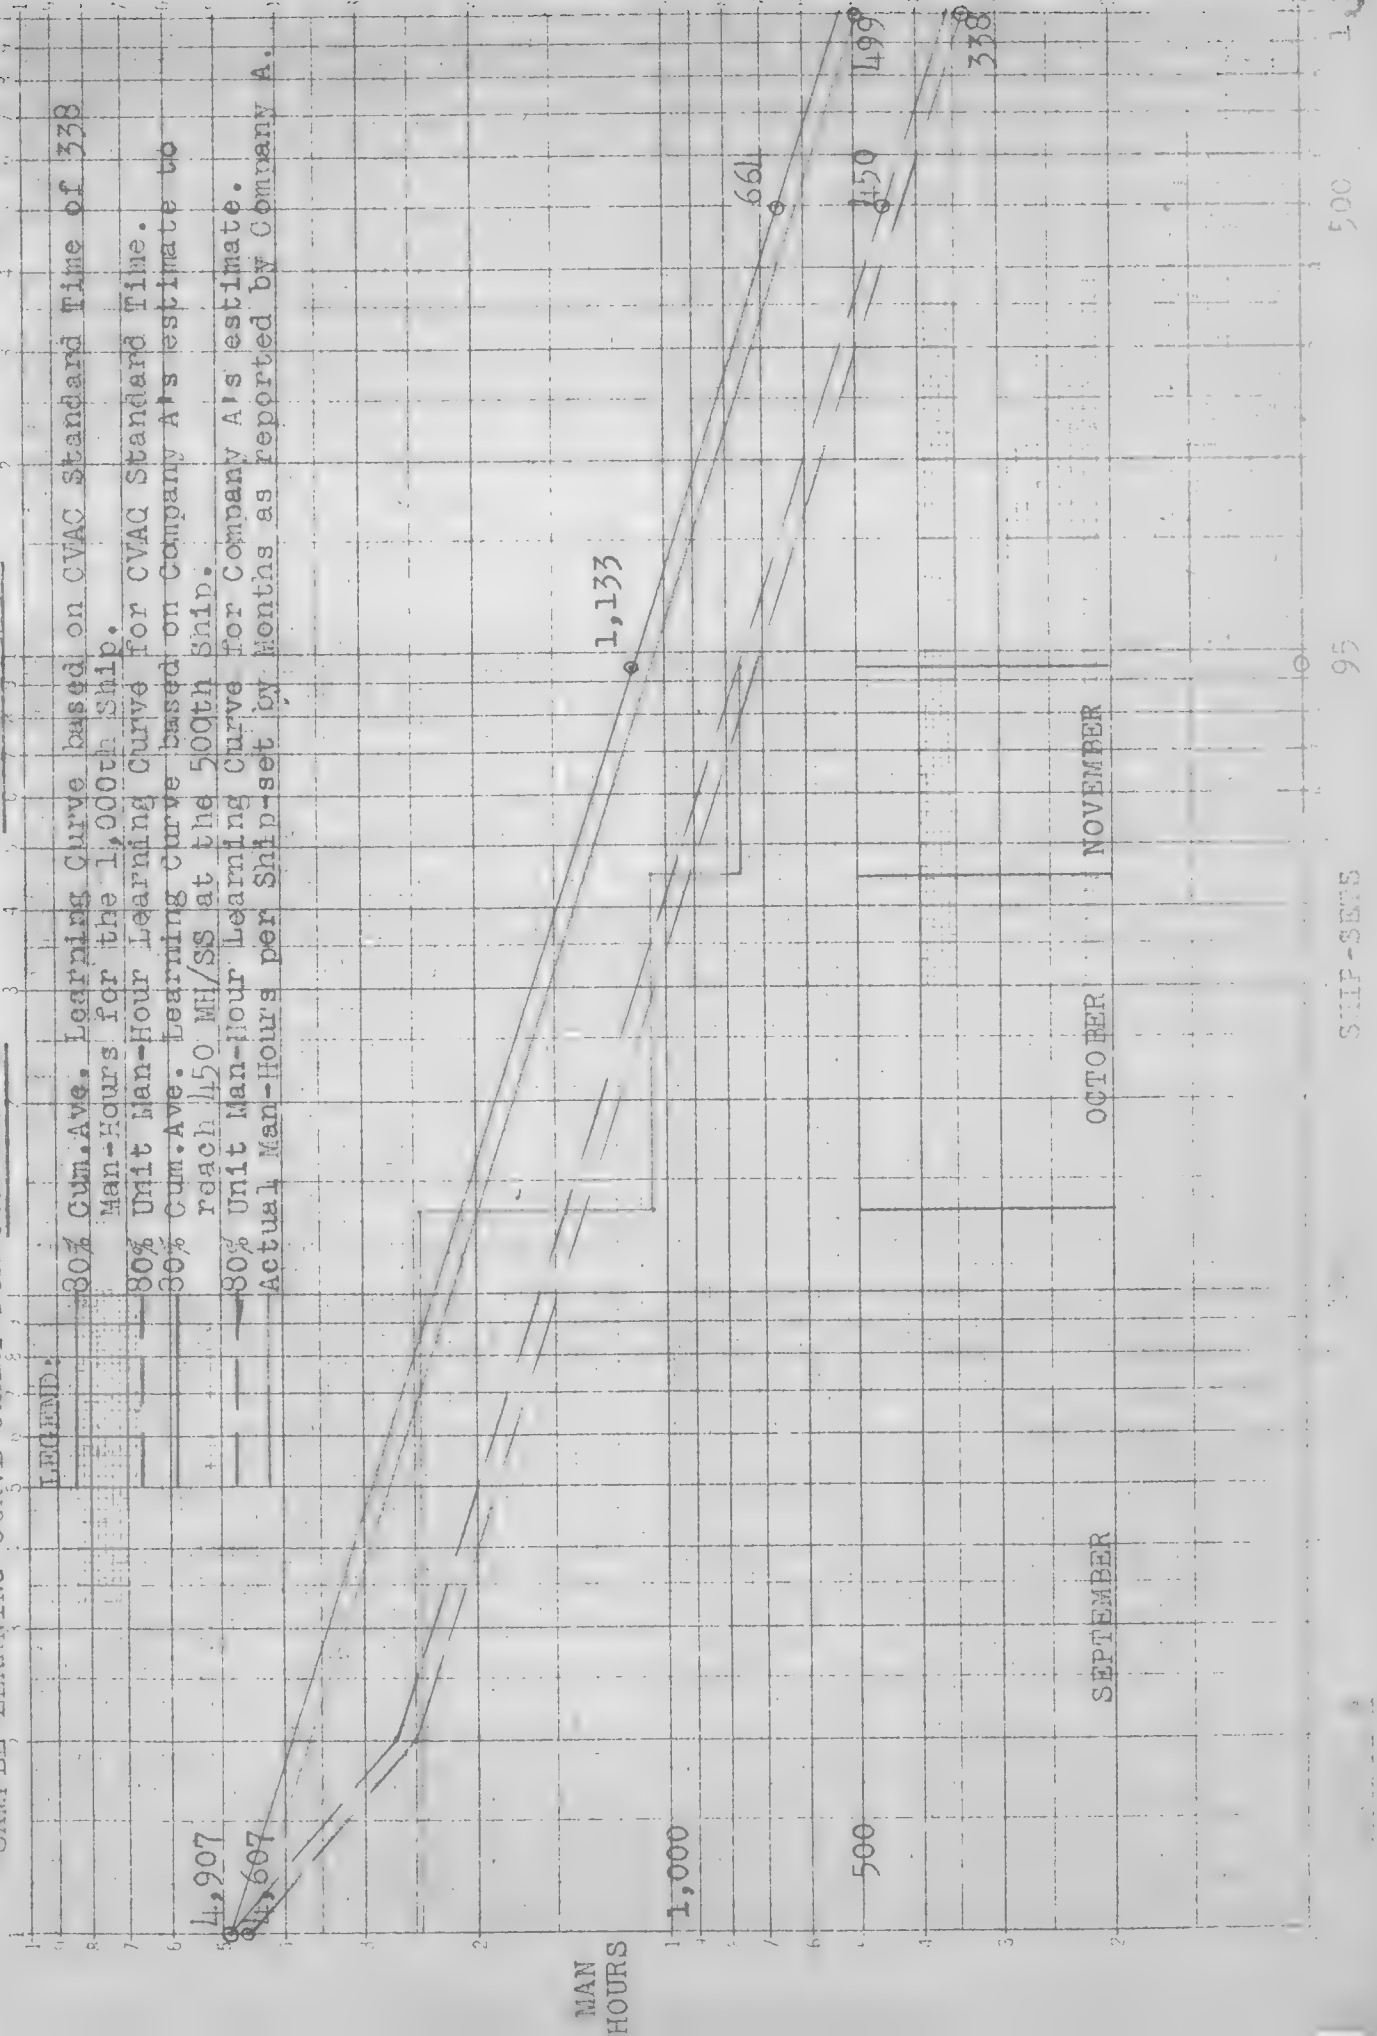 SAMPLE LEARNING CURVE
LEGEND:
80% Cum.Ave. Learning Curve based on CVAC Standard Time of 338
Man-Hours for the 1,000th Ship.
80% Unit Man-Hour Learning Curve for CVAC Standard Time.
80% Cum.Ave. Learning Curve based on Company A's estimate to
reach 450 MH/SS at the 500th Ship.
80% Unit Man-Hour Learning Curve for Company A's estimate.
Actual Man-Hours per Ship-set by Months as reported by Company A.
4,907
4,607
1,133
664
450
499
338
MAN
HOURS
1,000
500
SEPTEMBER
OCTOBER
NOVEMBER
SHIP-SETS
95
500